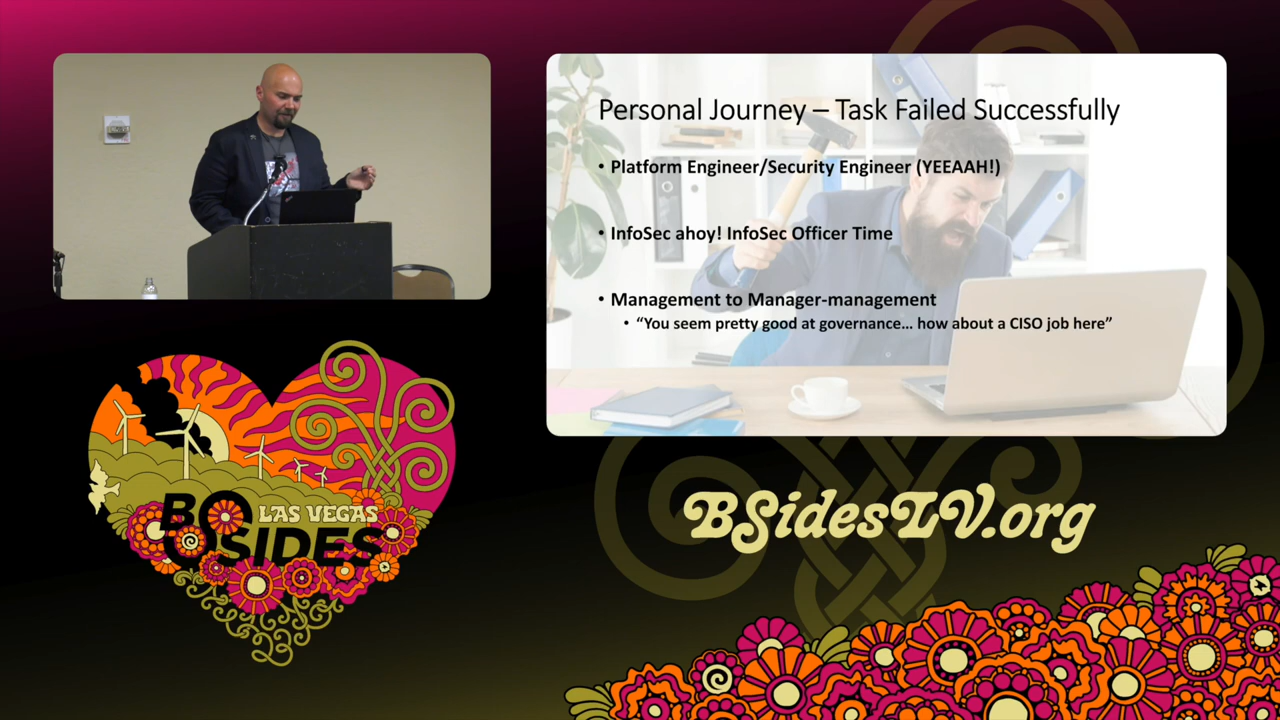 Personal Journey – Task Failed Successfully
• Platform Engineer/Security Engineer (YEEAAH!)
• InfoSec ahoy! InfoSec Officer Time
• Management to Manager-management
• “You seem pretty good at governance… how about a CISO job here”
BSIDES
LAS VEGAS
23
BSidesLV.org